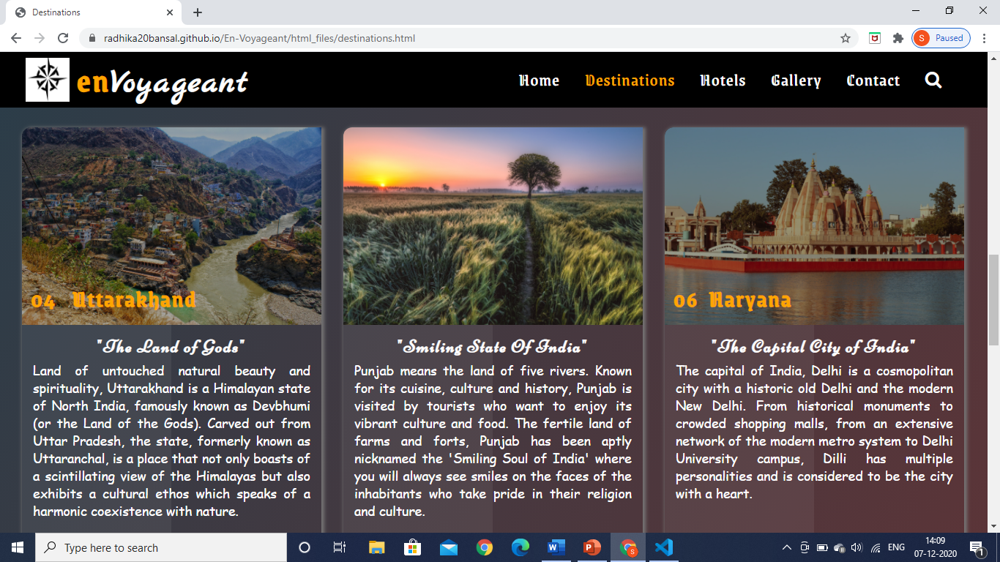 Destinations
radhika20bansal.github.io/En-Voyageant/html_files/destinations.html
S Paused
enVoyageant
Home Destinations Hotels Gallery Contact
04 Uttarakhand
06 Haryana
"The Land of Gods"
Land of untouched natural beauty and
spirituality, Uttarakhand is a Himalayan state
of North India, famously known as Devbhumi
(or the Land of the Gods). Carved out from
Uttar Pradesh, the state, formerly known as
Uttaranchal, is a place that not only boasts of
a scintillating view of the Himalayas but also
exhibits a cultural ethos which speaks of a
harmonic coexistence with nature.
"Smiling State Of India"
Punjab means the land of five rivers. Known
for its cuisine, culture and history, Punjab is
visited by tourists who want to enjoy its
vibrant culture and food. The fertile land of
farms and forts, Punjab has been aptly
nicknamed the 'Smiling Soul of India' where
you will always see smiles on the faces of the
inhabitants who take pride in their religion
and culture.
"The Capital City of India"
The capital of India, Delhi is a cosmopolitan
city with a historic old Delhi and the modern
New Delhi. From historical monuments to
crowded shopping malls, from an extensive
network of the modern metro system to Delhi
University campus, Dilli has multiple
personalities and is considered to be the city
with a heart.
Type here to search
W
P
S
ENG
14:09
07-12-2020
1